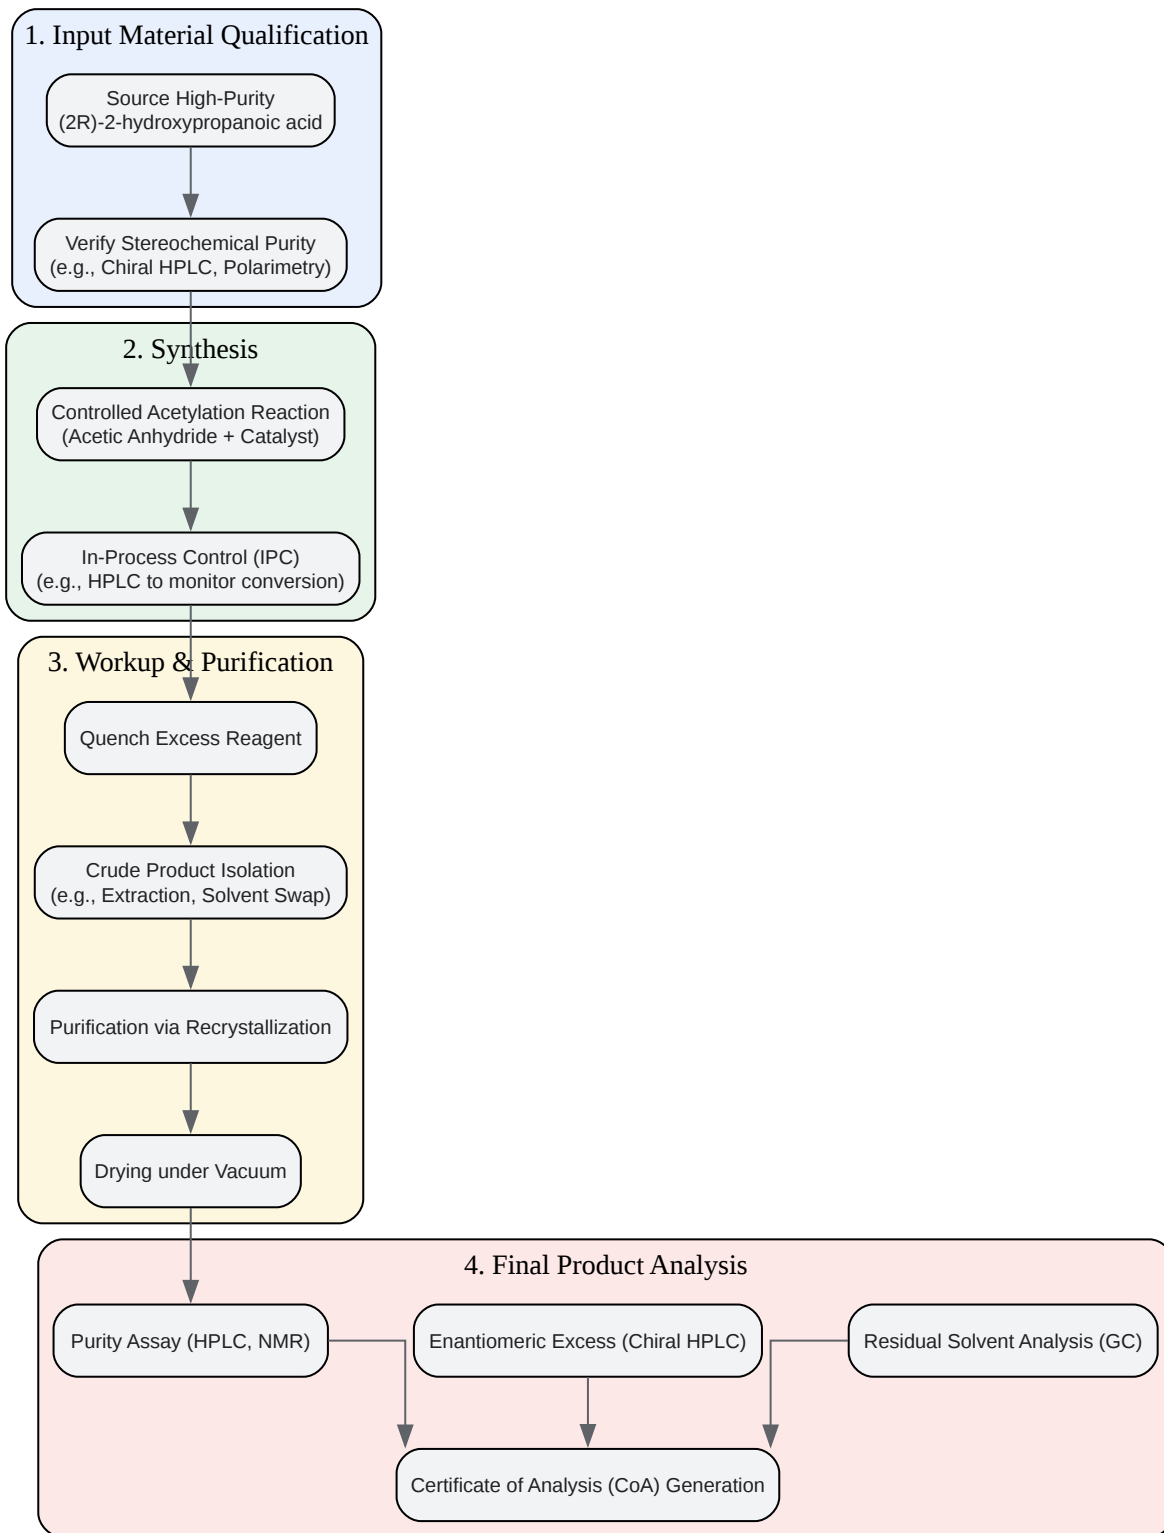 1. Input Material Qualification
Source High-Purity
(2R)-2-hydroxypropanoic acid
Verify Stereochemical Purity
(e.g., Chiral HPLC, Polarimetry)
2. Synthesis
Controlled Acetylation Reaction
(Acetic Anhydride + Catalyst)
In-Process Control (IPC)
(e.g., HPLC to monitor conversion)
3. Workup & Purification
Quench Excess Reagent
Crude Product Isolation
(e.g., Extraction, Solvent Swap)
Purification via Recrystallization
Drying under Vacuum
4. Final Product Analysis
Purity Assay (HPLC, NMR)
Enantiomeric Excess (Chiral HPLC)
Residual Solvent Analysis (GC)
Certificate of Analysis (CoA) Generation